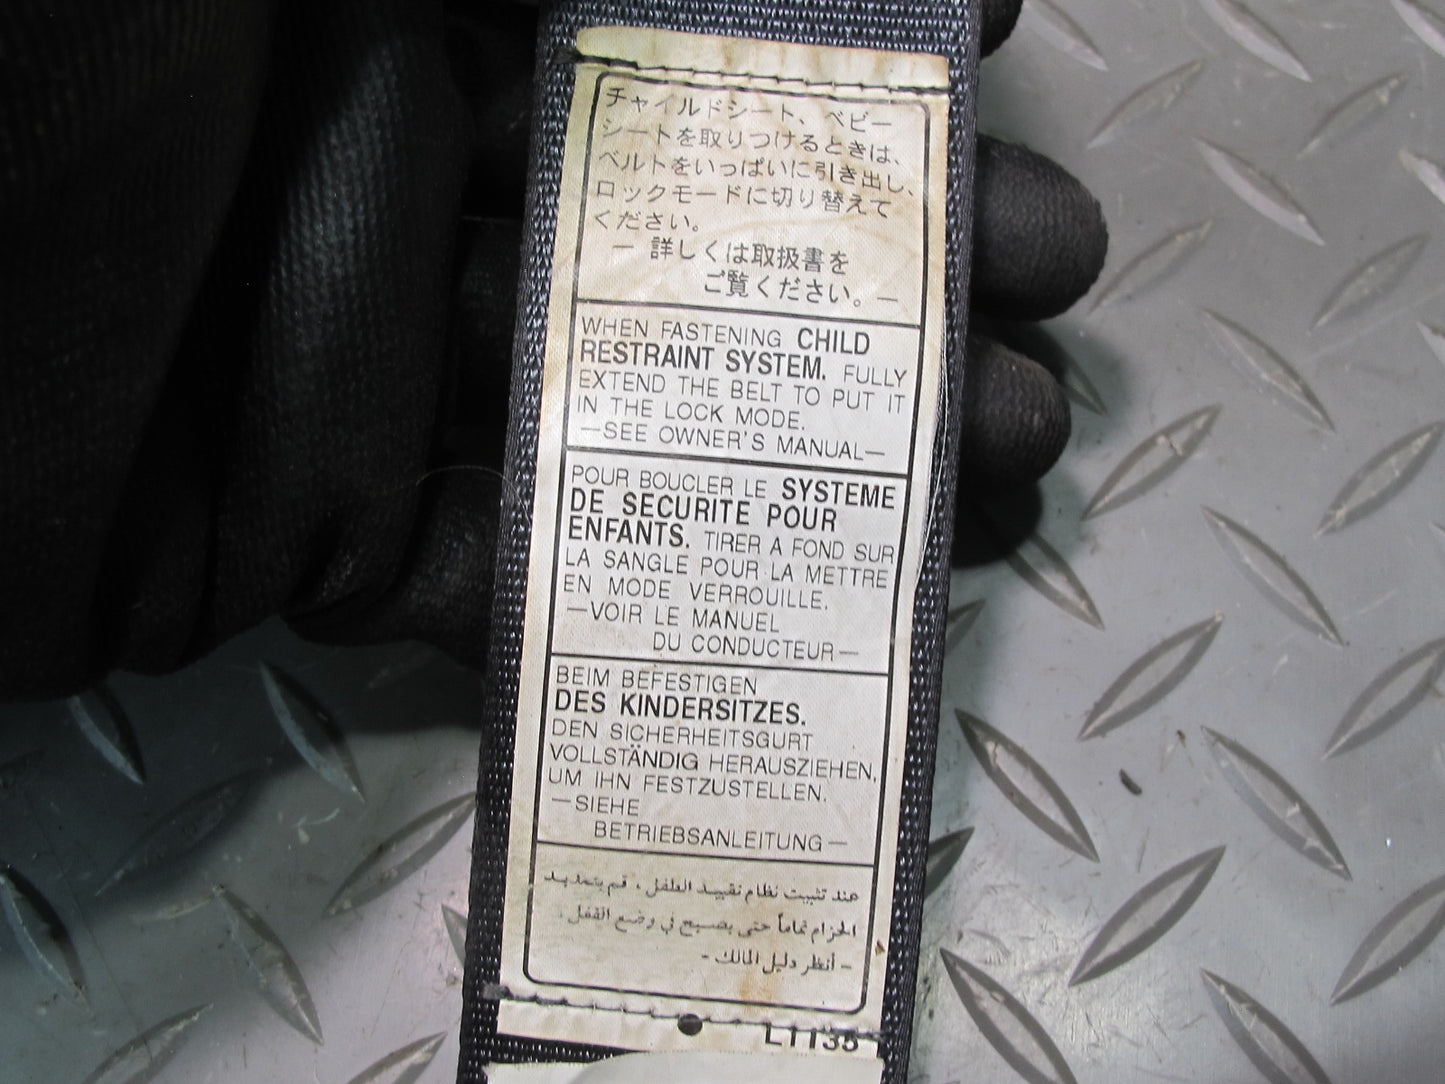 チャイルドシート、ベビー
シートを取りつけるときは、
ベルトをいっぱいに引き出し、
ロックモードに切り替えて
ください。
— 詳しくは取扱書を
ご覧ください。—
WHEN FASTENING CHILD
RESTRAINT SYSTEM. FULLY
EXTEND THE BELT TO PUT IT
IN THE LOCK MODE.
—SEE OWNER'S MANUAL—
POUR BOUCLER LE SYSTEME
DE SECURITE POUR
ENFANTS. TIRER A FOND SUR
LA SANGLE POUR LA METTRE
EN MODE VERROUILLE.
—VOIR LE MANUEL
DU CONDUCTEUR—
BEIM BEFESTIGEN
DES KINDERSITZES.
DEN SICHERHEITSGURT
VOLLSTÄNDIG HERAUSZIEHEN,
UM IHN FESTZUSTELLEN.
—SIEHE
BETRIEBSANLEITUNG—
عند تثبيت نظام تقييد الطفل ، قم بتمديد
الحزام تماماً حتى يصبح في وضع القفل .
- أنظر دليل المالك -
L1135